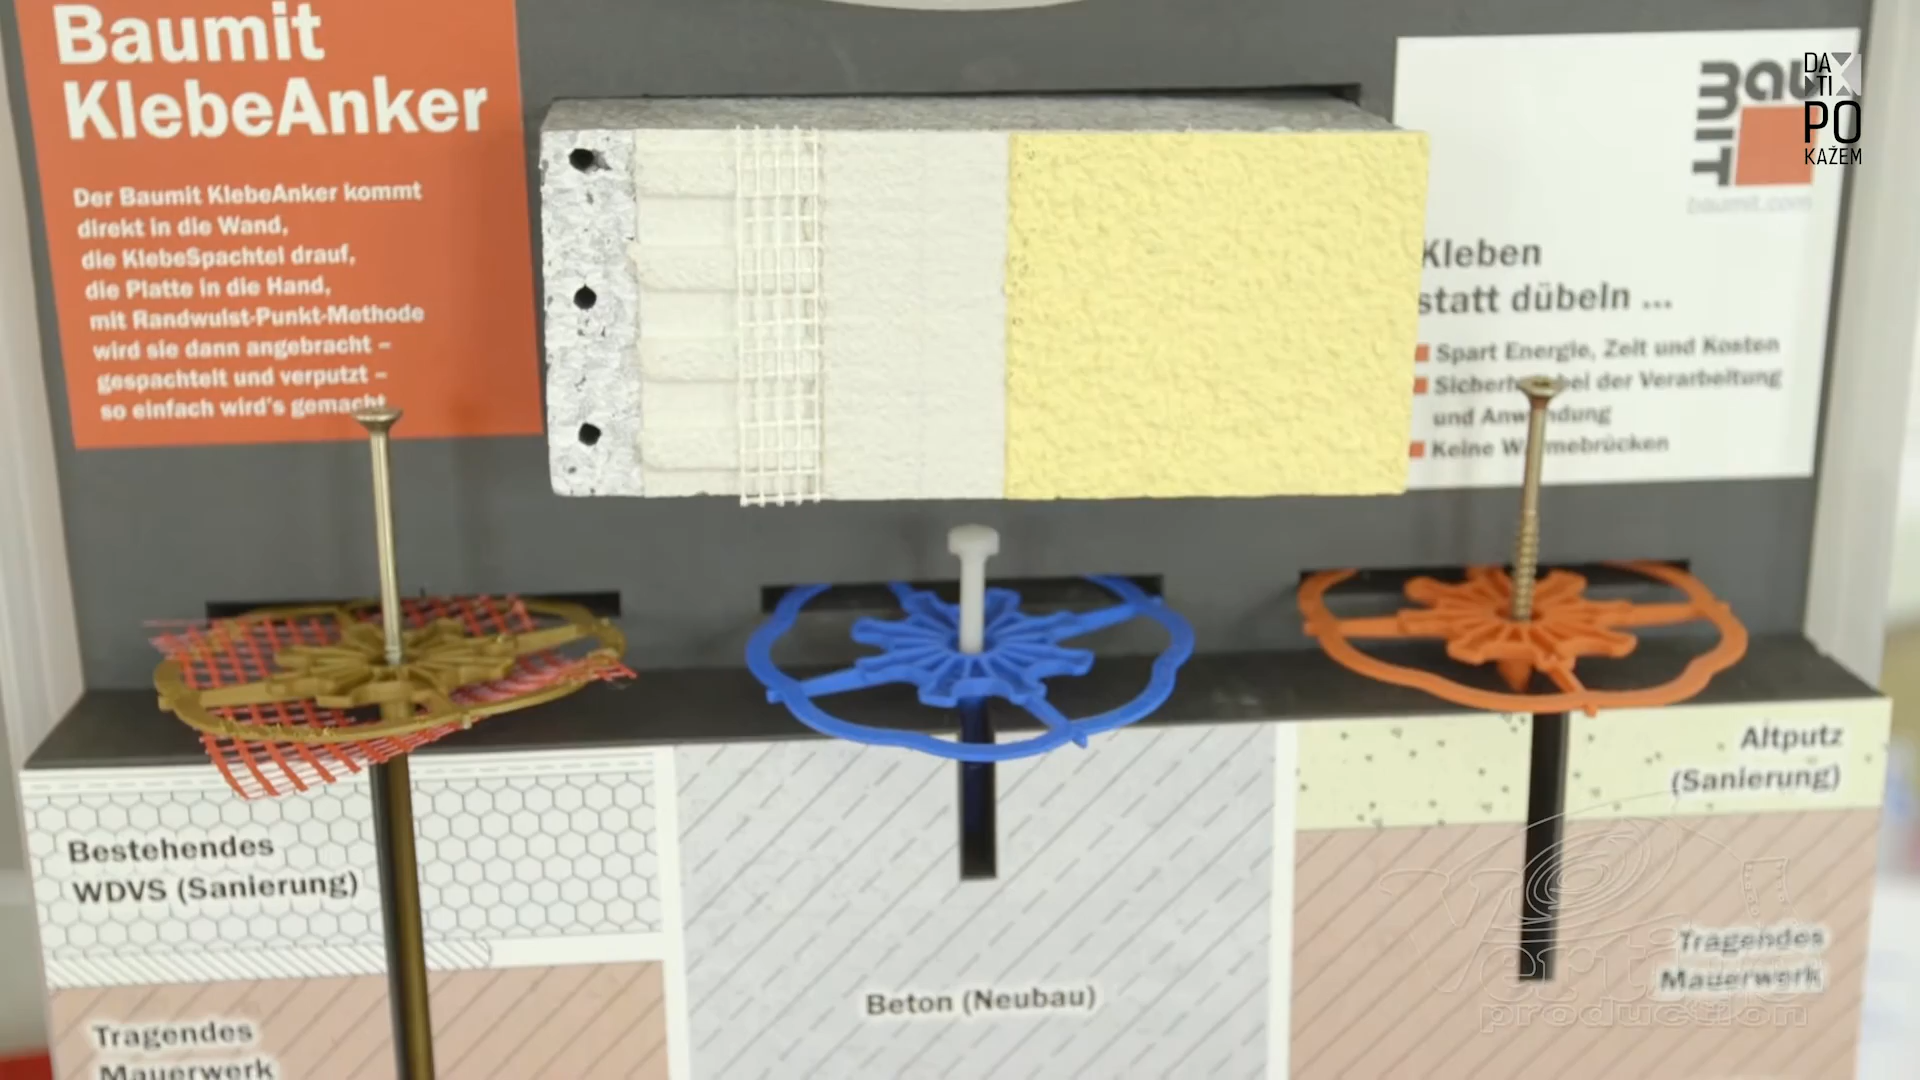 Baumit
KlebeAnker
Der Baumit KlebeAnker kommt
direkt in die Wand,
die KlebeSpachtel drauf,
die Platte in die Hand,
mit Randwulst-Punkt-Methode
wird sie dann angebracht –
gespachtelt und verputzt –
so einfach wird's gemacht
baumit
baumit.com
Kleben
statt dübeln ...
Spart Energie, Zeit und Kosten
Sicherheit bei der Verarbeitung
und Anwendung
Keine Wärmebrücken
DA
TI
PO
KAŽEM
Bestehendes
WDVS (Sanierung)
Tragendes
Mauerwerk
Beton (Neubau)
Altputz
(Sanierung)
Tragendes
Mauerwerk
production